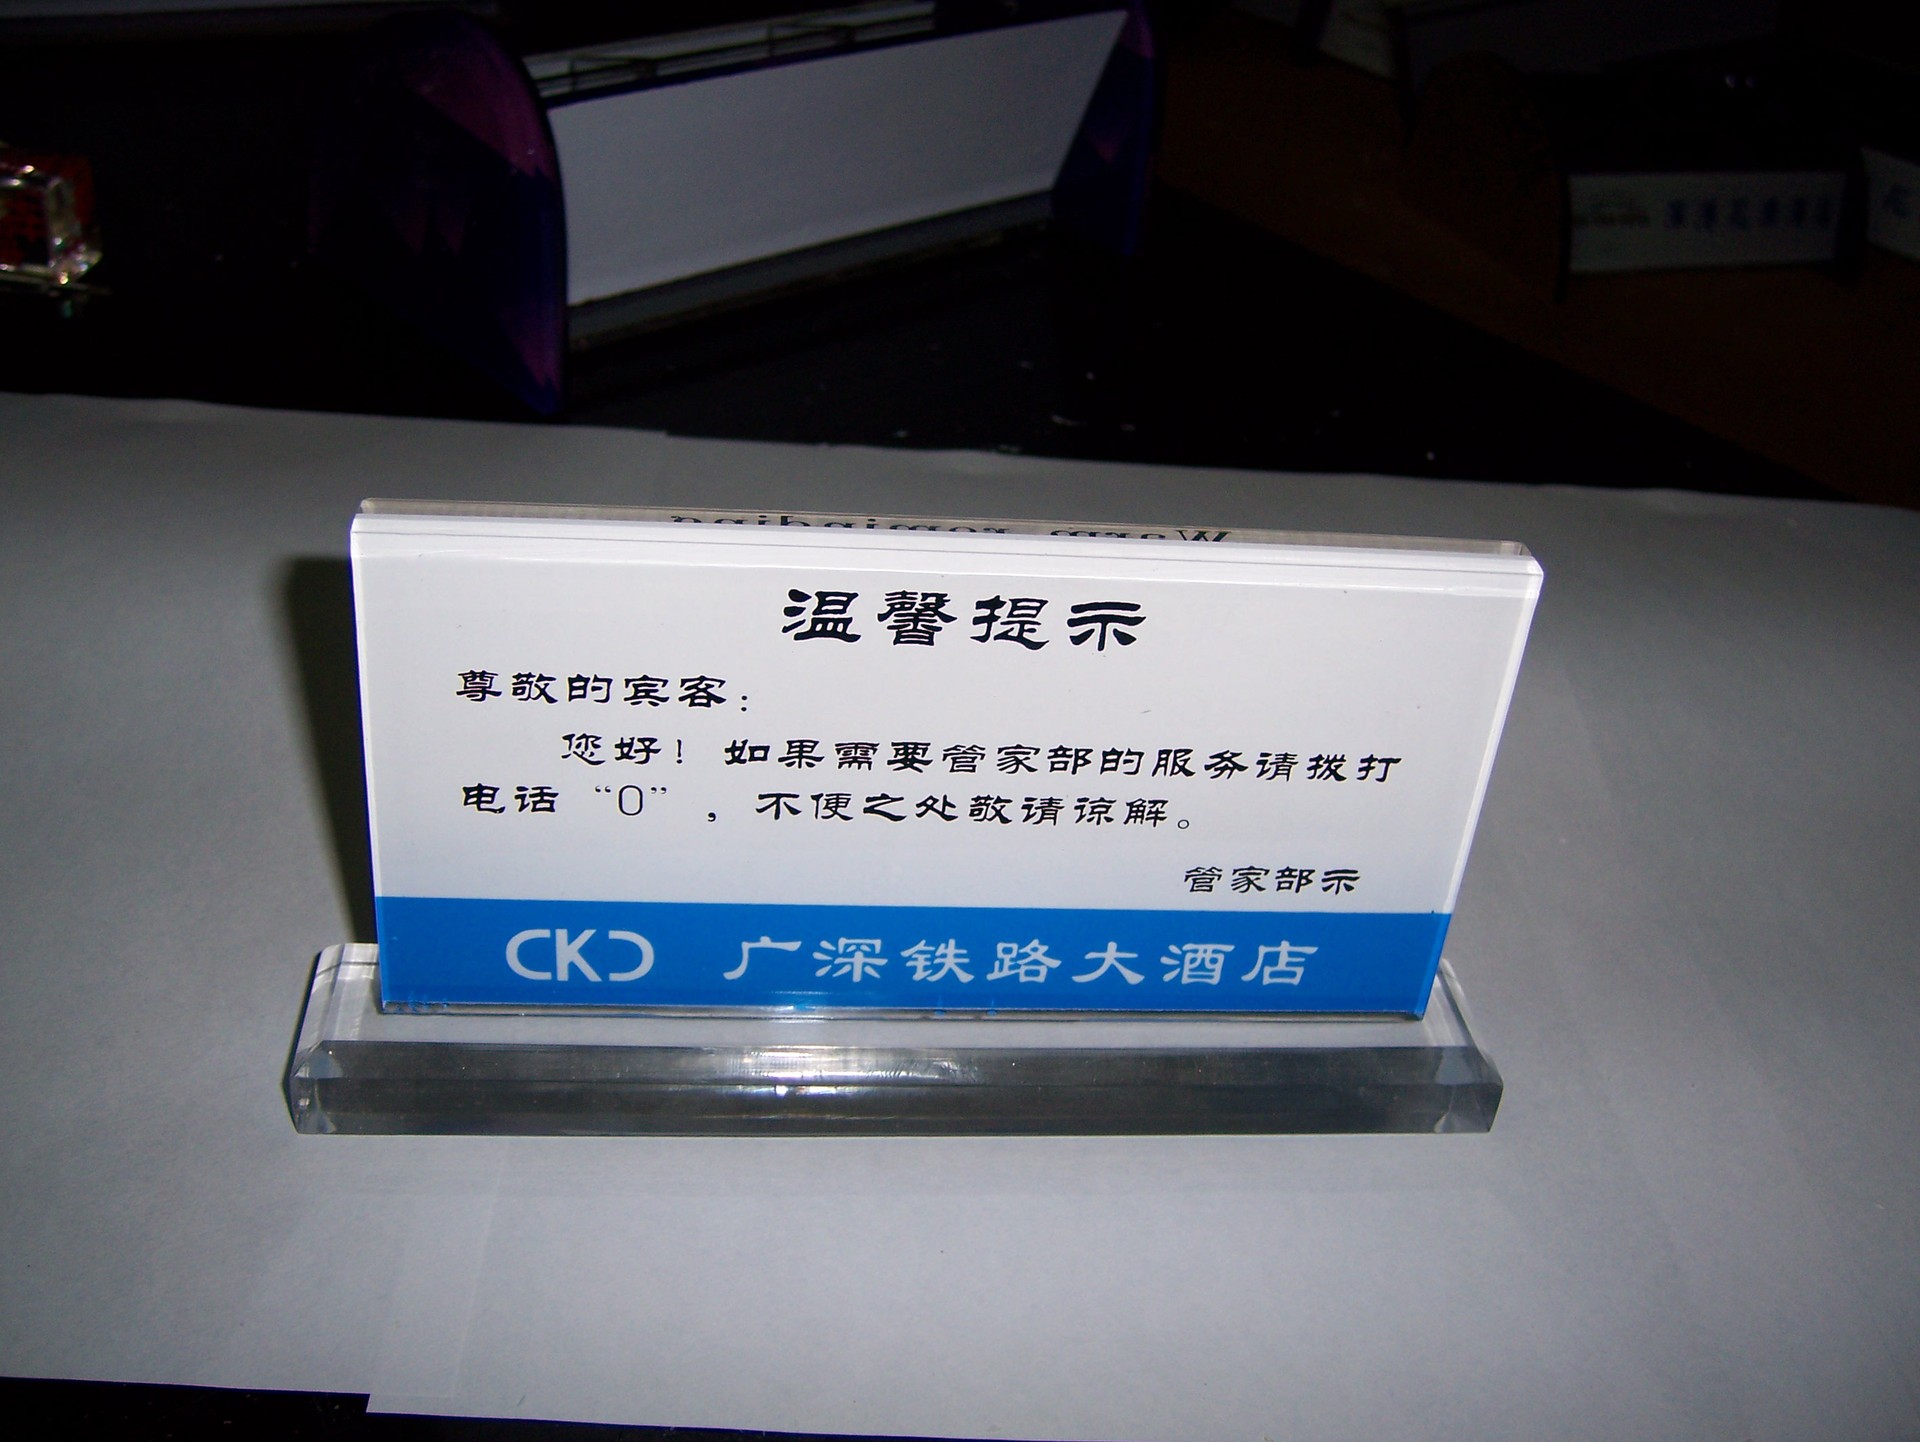 温馨提示
尊敬的宾客：
您好！如果需要管家部的服务请拨打
电话“0”，不便之处敬请谅解。
管家部示
CKD 广深铁路大酒店